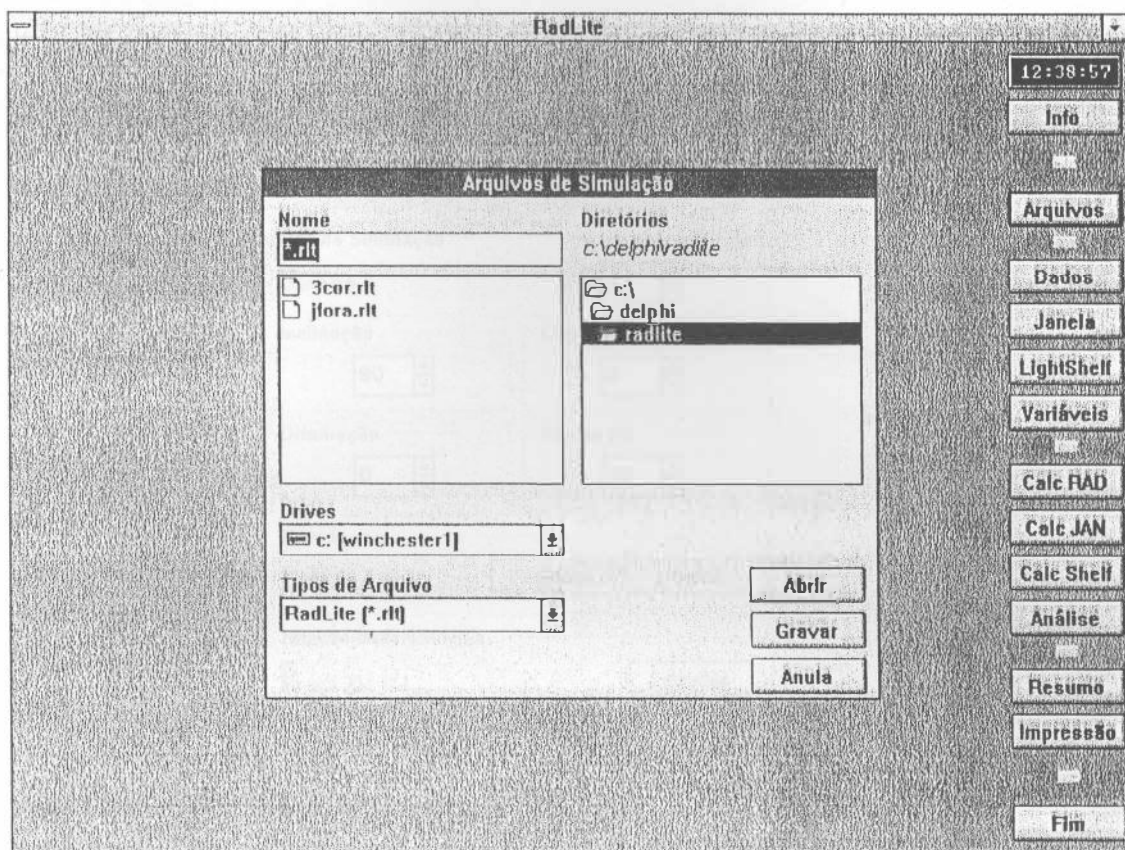 RadLite
12:38:57
Info
Arquivos
Dados
Janela
LightShelf
Variáveis
Calc RAD
Calc JAN
Calc Shelf
Análise
Resumo
Impressão
Fim
Arquivos de Simulação
Nome
*.rlt
3cor.rlt
jfora.rlt
Diretórios
c:\delphi\radlite
c:\
delphi
radlite
Drives
c: [winchester1]
Tipos de Arquivo
RadLite (*.rlt)
Abrir
Gravar
Anula